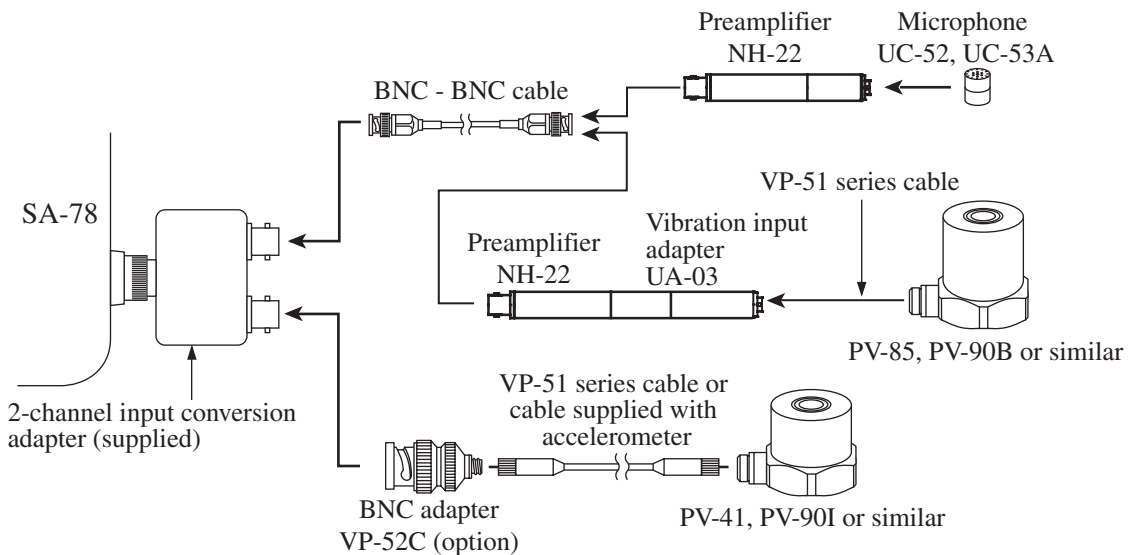 Preamplifier
NH-22
Microphone
UC-52, UC-53A
BNC - BNC cable
VP-51 series cable
SA-78
Preamplifier
NH-22
Vibration input
adapter
UA-03
PV-85, PV-90B or similar
2-channel input conversion
adapter (supplied)
VP-51 series cable or
cable supplied with
accelerometer
BNC adapter
VP-52C (option)
PV-41, PV-90I or similar